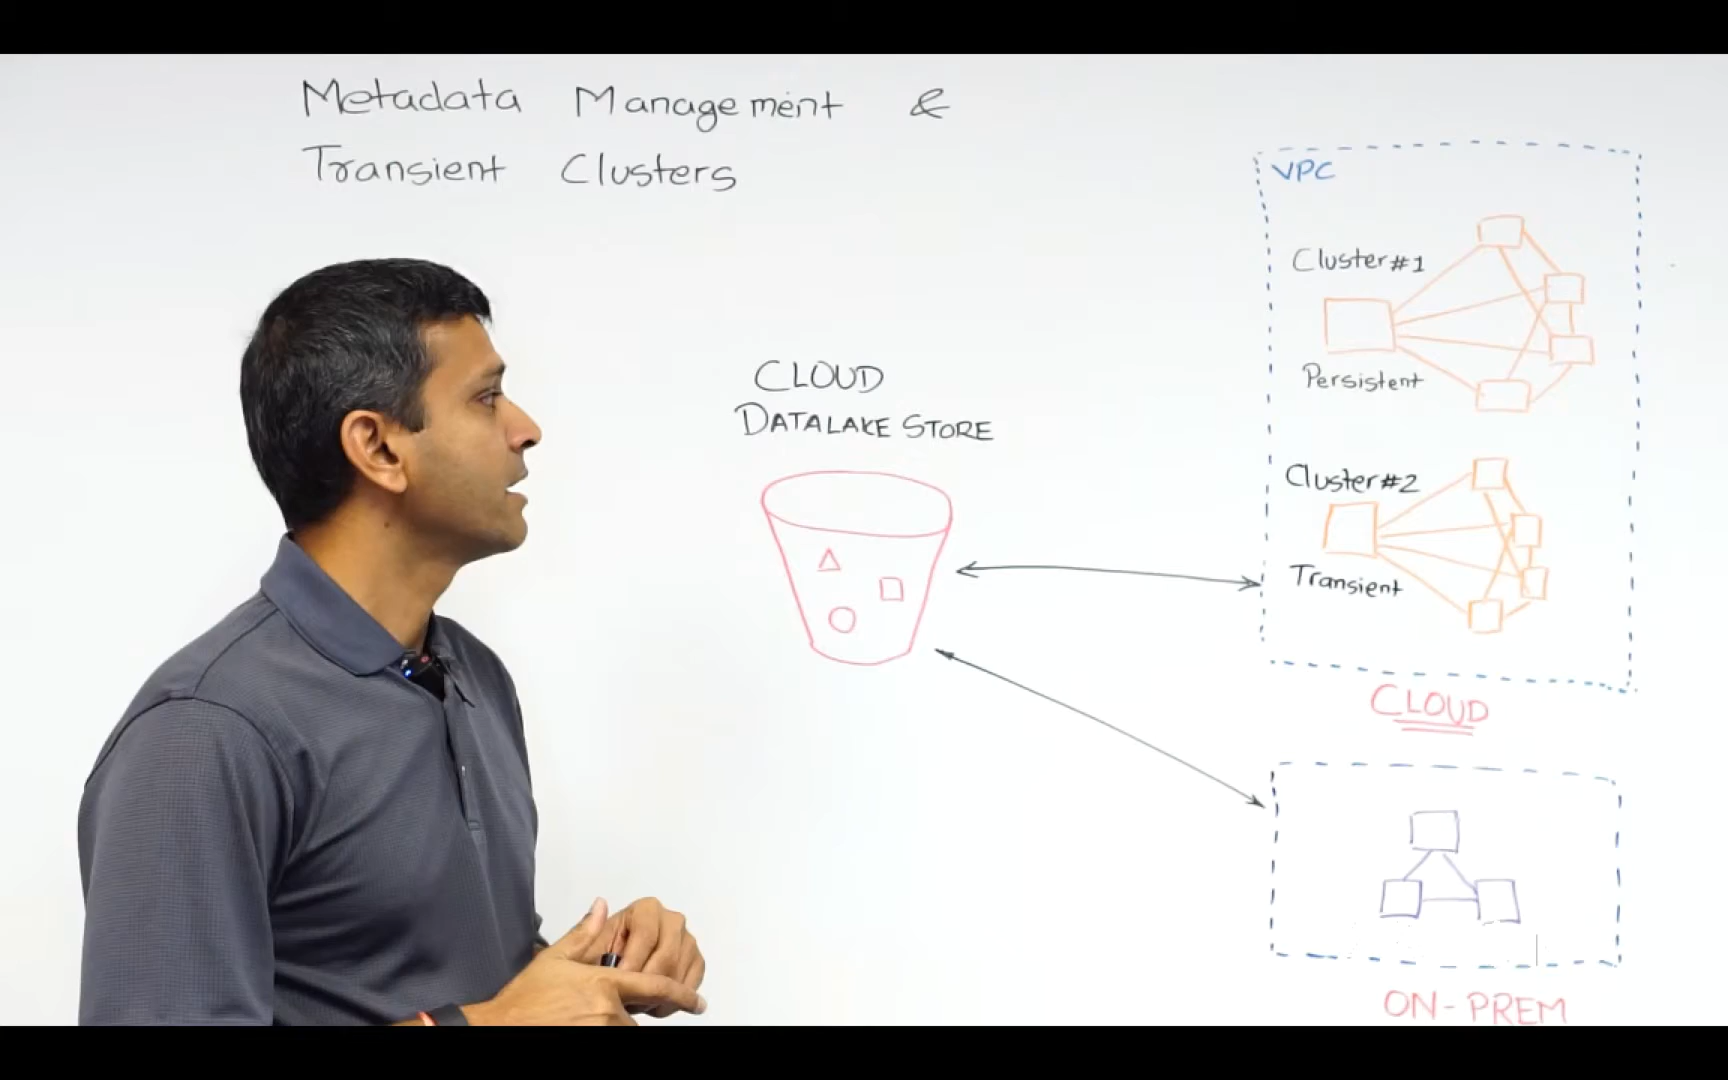 Metadata Management &
Transient Clusters
CLOUD
DATALAKE STORE
VPC
Cluster#1
Persistent
Cluster#2
Transient
CLOUD
ON-PREM